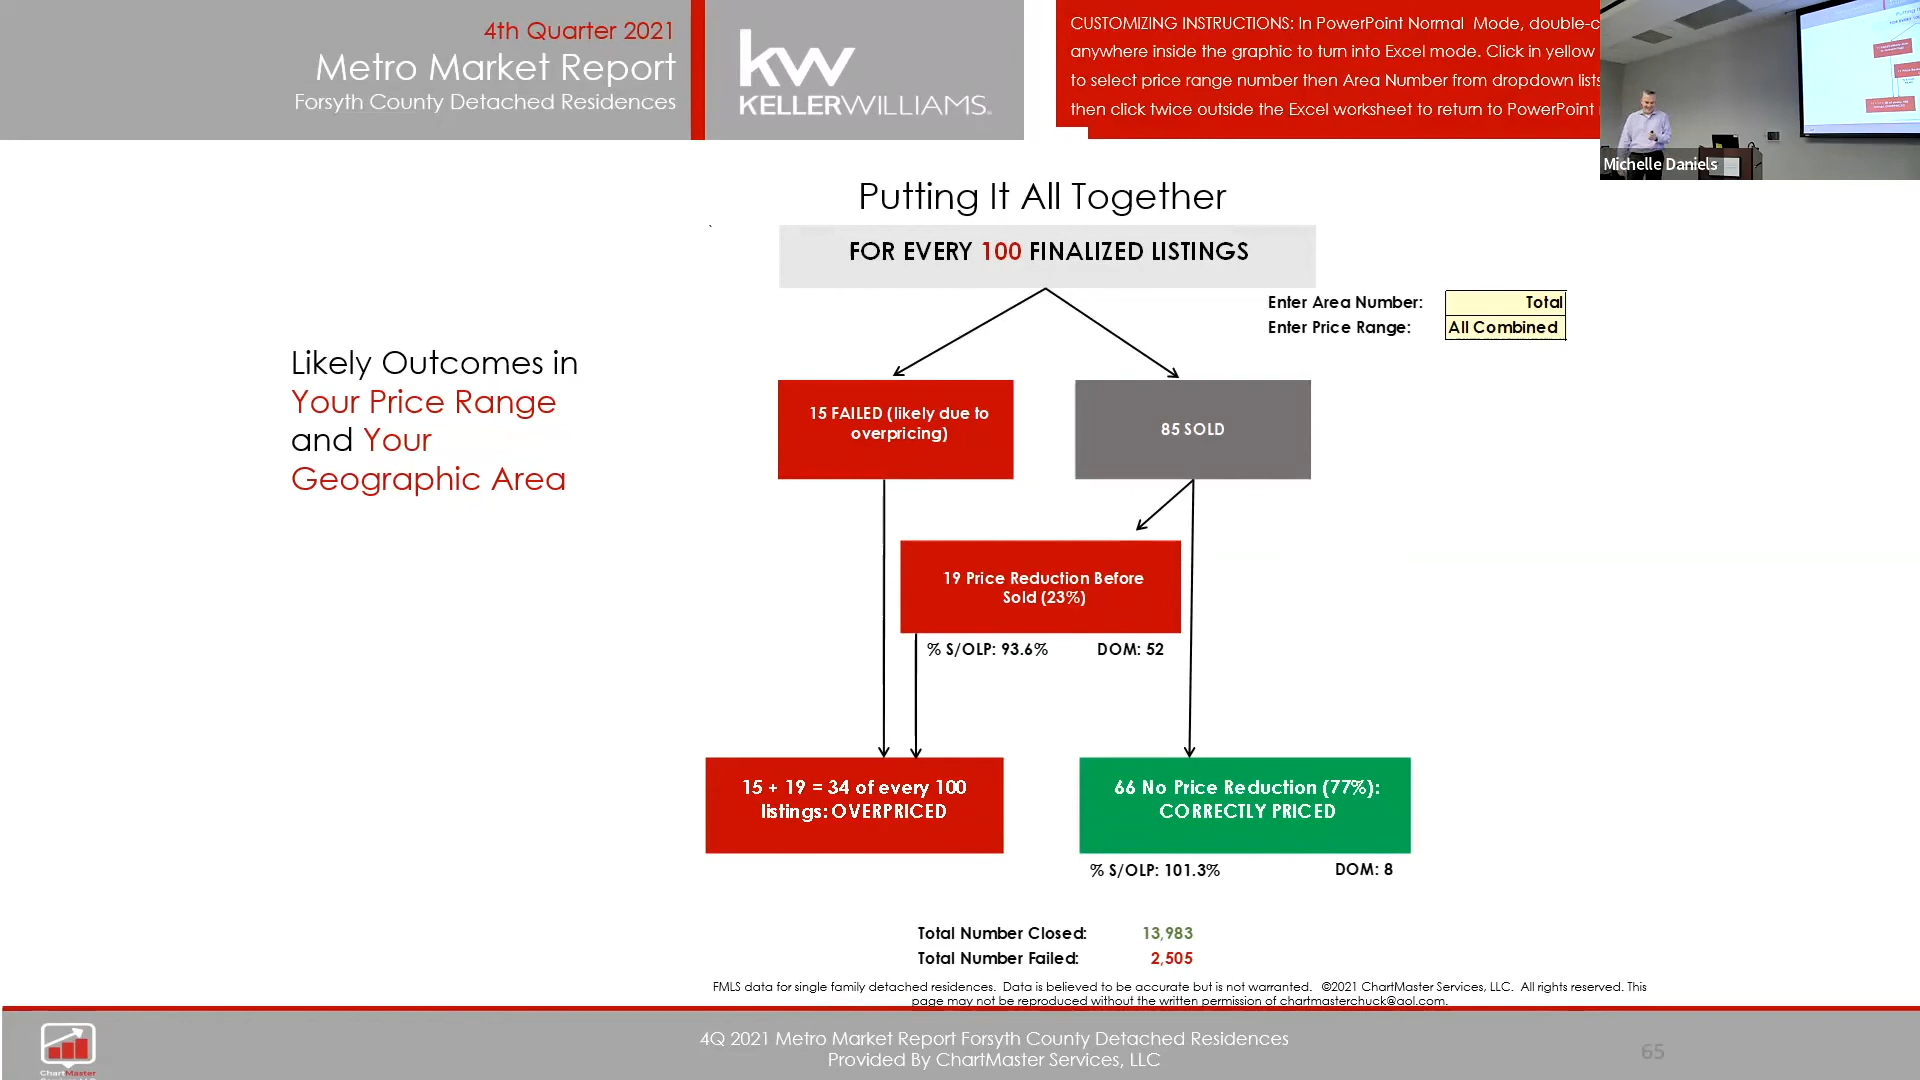 4th Quarter 2021
Metro Market Report
Forsyth County Detached Residences
kw
KELLERWILLIAMS.
CUSTOMIZING INSTRUCTIONS: In PowerPoint Normal Mode, double-c
anywhere inside the graphic to turn into Excel mode. Click in yellow
to select price range number then Area Number from dropdown lists
then click twice outside the Excel worksheet to return to PowerPoint
Michelle Daniels
Putting It All Together
`
FOR EVERY 100 FINALIZED LISTINGS
Enter Area Number: Total
Enter Price Range: All Combined
Likely Outcomes in
Your Price Range
and Your
Geographic Area
15 FAILED (likely due to
overpricing)
85 SOLD
19 Price Reduction Before
Sold (23%)
% S/OLP: 93.6% DOM: 52
15 + 19 = 34 of every 100
listings: OVERPRICED
66 No Price Reduction (77%):
CORRECTLY PRICED
% S/OLP: 101.3% DOM: 8
Total Number Closed: 13,983
Total Number Failed: 2,505
FMLS data for single family detached residences. Data is believed to be accurate but is not warranted. ©2021 ChartMaster Services, LLC. All rights reserved. This
page may not be reproduced without the written permission of chartmasterchuck@aol.com.
ChartMaster
4Q 2021 Metro Market Report Forsyth County Detached Residences
Provided By ChartMaster Services, LLC
65